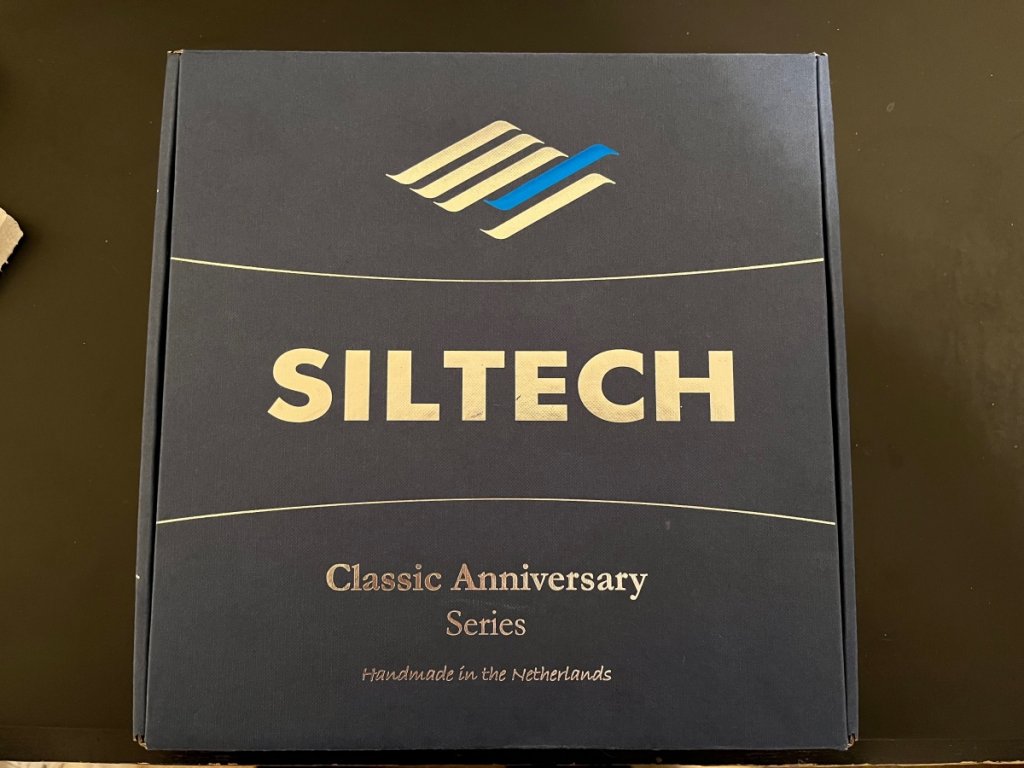 SILTECH
Classic Anniversary
Series
Handmade in the Netherlands